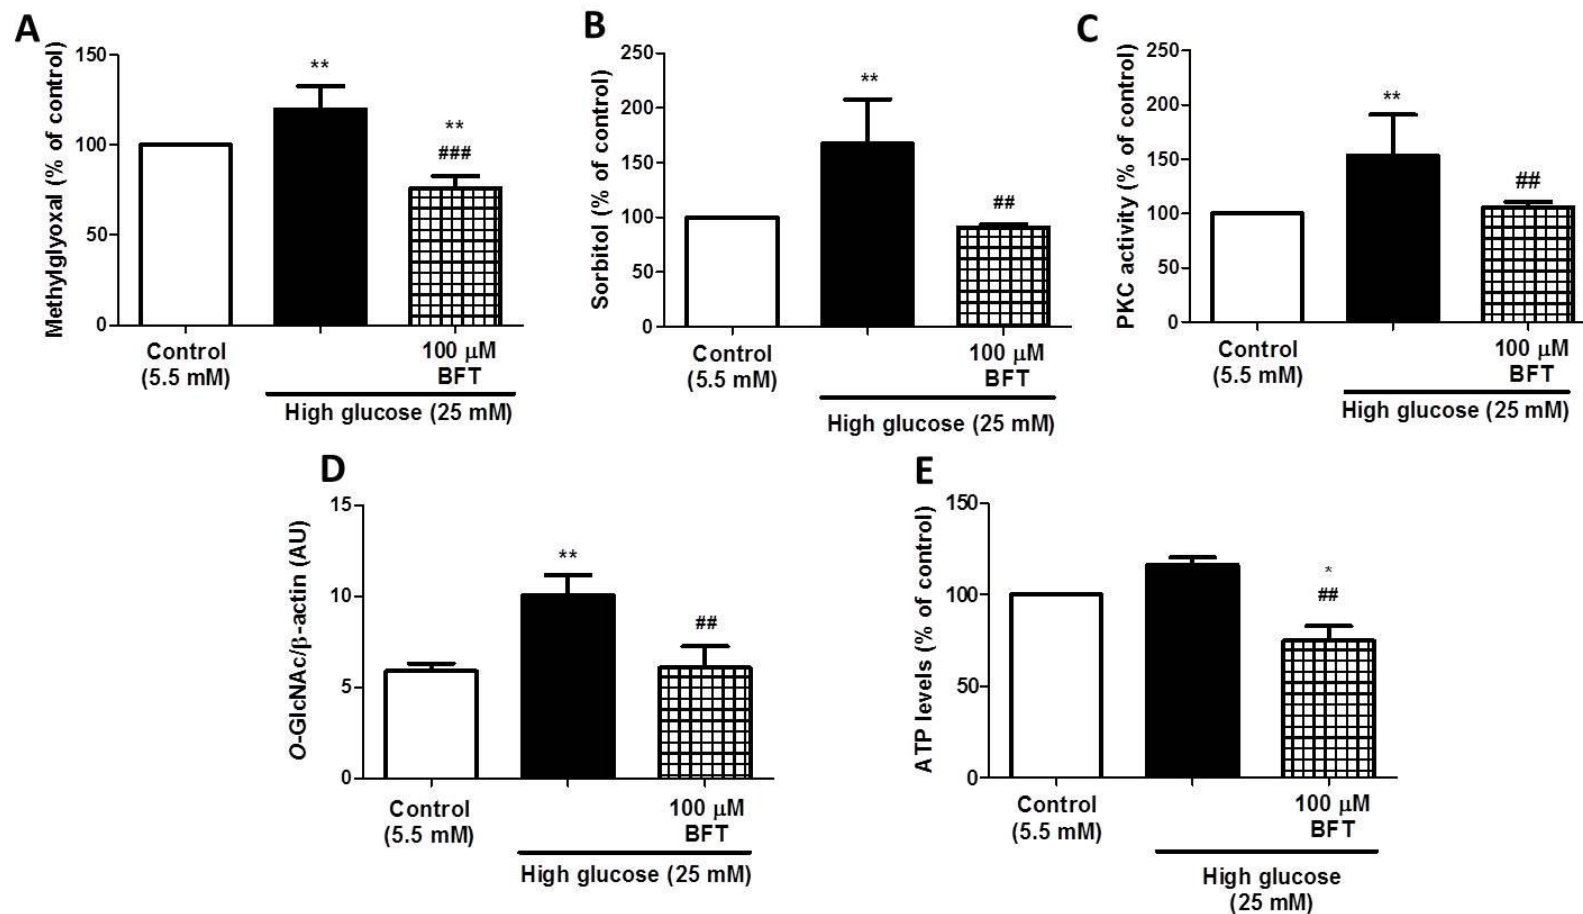 A
Methylglyoxal (% of control)
150
100
50
0
**
**
###
Control
(5.5 mM)
100 μM
BFT
High glucose (25 mM)
B
Sorbitol (% of control)
250
200
150
100
50
0
**
##
Control
(5.5 mM)
100 μM
BFT
High glucose (25 mM)
C
PKC activity (% of control)
250
200
150
100
50
0
**
##
Control
(5.5 mM)
100 μM
BFT
High glucose (25 mM)
D
O-GlcNAc/β-actin (AU)
15
10
5
0
**
##
Control
(5.5 mM)
100 μM
BFT
High glucose (25 mM)
E
ATP levels (% of control)
150
100
50
0
*
##
Control
(5.5 mM)
100 μM
BFT
High glucose
(25 mM)